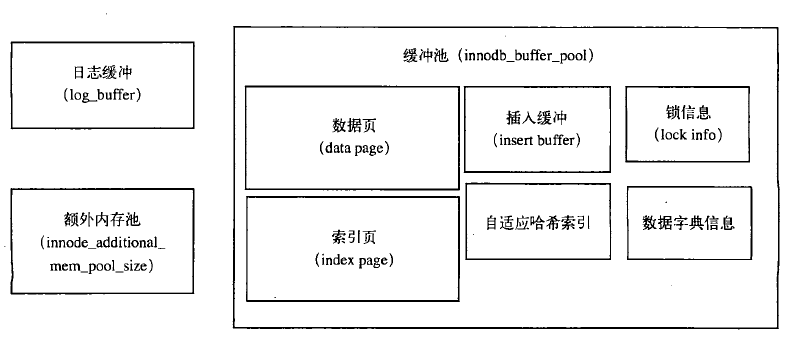 日志缓冲
(log_buffer)
额外内存池
(innode_additional_
mem_pool_size)
缓冲池 (innodb_buffer_pool)
数据页
(data page)
插入缓冲
(insert buffer)
锁信息
(lock info)
索引页
(index page)
自适应哈希索引
数据字典信息